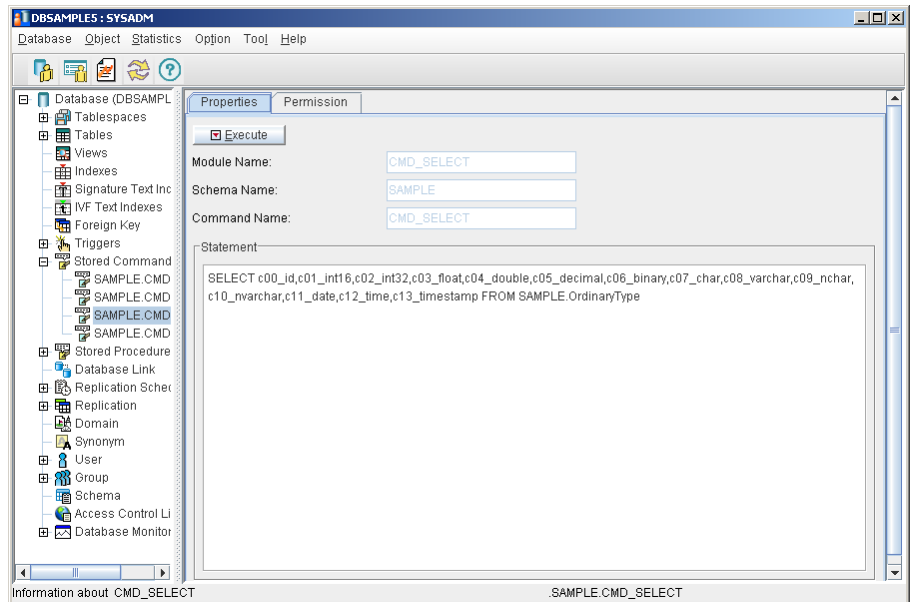 DBSAMPLE5 : SYSADM
Database Object Statistics Option Tool Help
Database (DBSAMPL
Tablespaces
Tables
Views
Indexes
Signature Text Inc
IVF Text Indexes
Foreign Key
Triggers
Stored Command
SAMPLE.CMD
SAMPLE.CMD
SAMPLE.CMD
SAMPLE.CMD
Stored Procedure
Database Link
Replication Sched
Replication
Domain
Synonym
User
Group
Schema
Access Control Li
Database Monitor
Properties Permission
Execute
Module Name: CMD_SELECT
Schema Name: SAMPLE
Command Name: CMD_SELECT
Statement
SELECT c00_id,c01_int16,c02_int32,c03_float,c04_double,c05_decimal,c06_binary,c07_char,c08_varchar,c09_nchar,
c10_nvarchar,c11_date,c12_time,c13_timestamp FROM SAMPLE.OrdinaryType
Information about CMD_SELECT .SAMPLE.CMD_SELECT